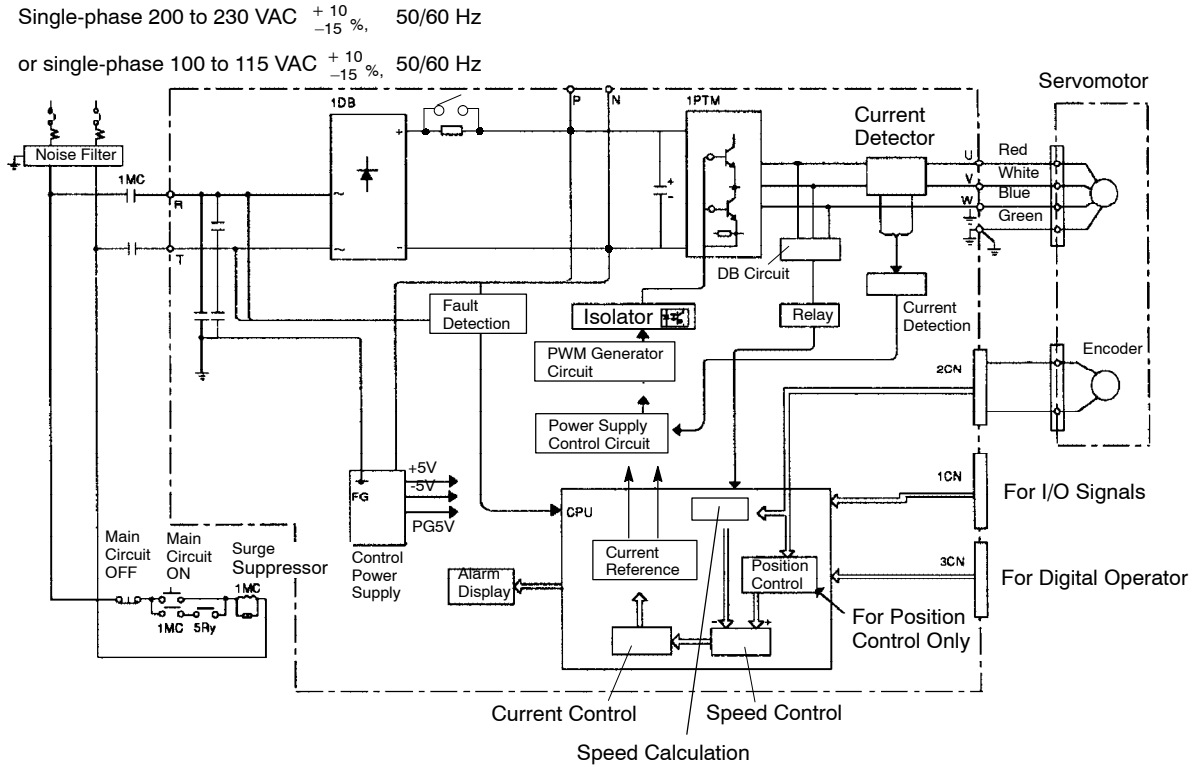 Single-phase 200 to 230 VAC + 10 −15 %, 50/60 Hz
or single-phase 100 to 115 VAC + 10 −15 %, 50/60 Hz
Servomotor
P
N
1DB
1PTM
Current
Detector
Noise Filter
1MC
R
T
+
~
~
−
+
−
U
V
W
Red
White
Blue
Green
DB Circuit
Fault
Detection
Isolator
Relay
Current
Detection
PWM Generator
Circuit
2CN
Encoder
Power Supply
Control Circuit
+5V
-5V
PG5V
FG
Control
Power
Supply
1CN
For I/O Signals
CPU
Main
Circuit
OFF
Main
Circuit
ON
Surge
Suppressor
1MC
1MC
5Ry
Current
Reference
Position
Control
Alarm
Display
3CN
For Digital Operator
For Position
Control Only
−
+
Current Control
Speed Control
Speed Calculation